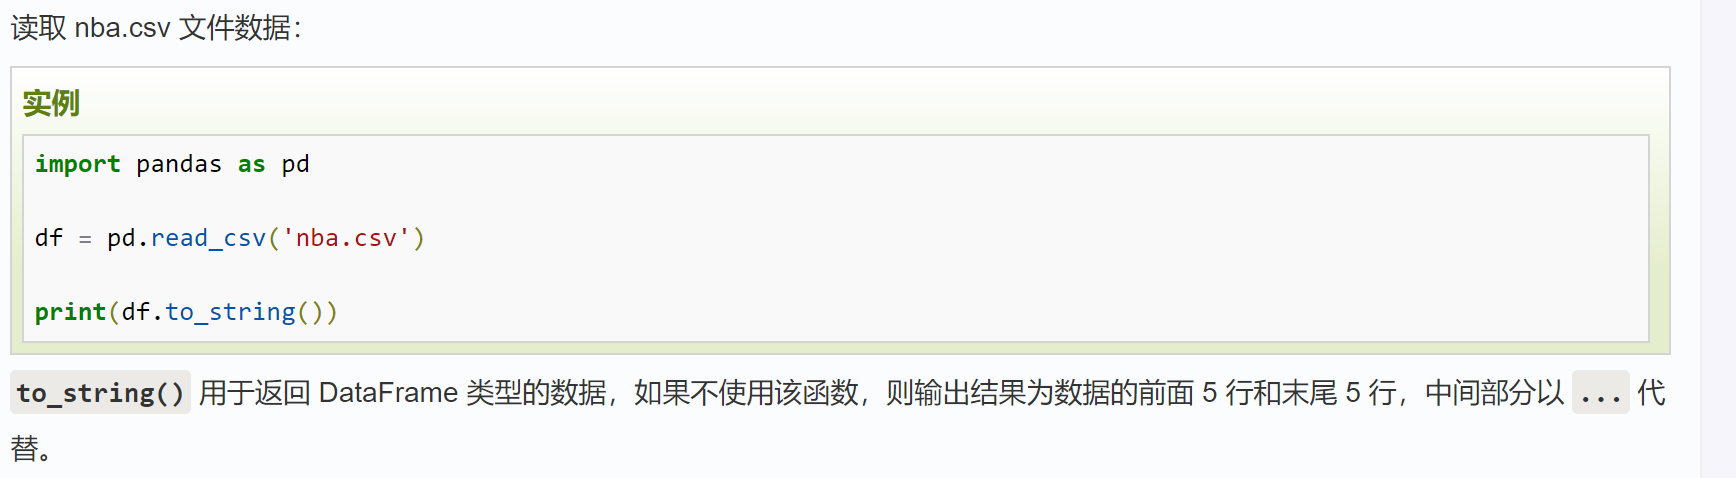 读取 nba.csv 文件数据：
实例
import pandas as pd
df = pd.read_csv('nba.csv')
print(df.to_string())
to_string() 用于返回 DataFrame 类型的数据，如果不使用该函数，则输出结果为数据的前面 5 行和末尾 5 行，中间部分以 ... 代
替。